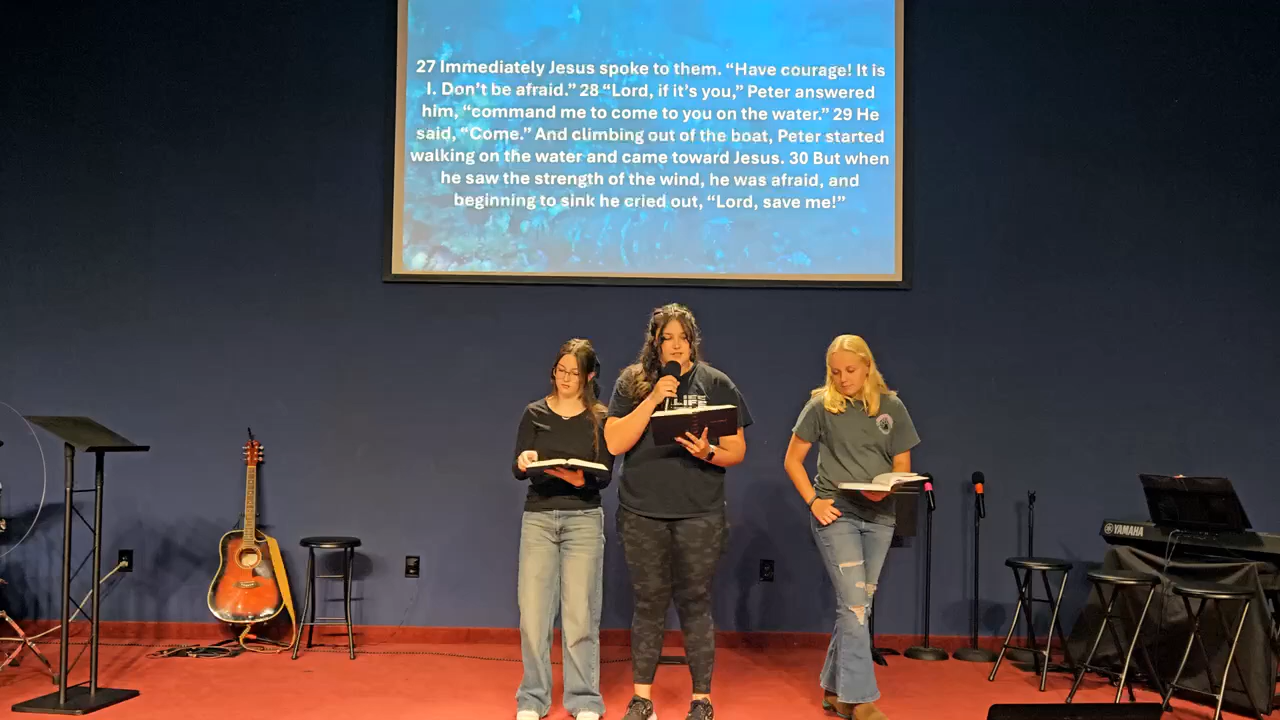 27 Immediately Jesus spoke to them. “Have courage! It is
I. Don’t be afraid.” 28 “Lord, if it’s you,” Peter answered
him, “command me to come to you on the water.” 29 He
said, “Come.” And climbing out of the boat, Peter started
walking on the water and came toward Jesus. 30 But when
he saw the strength of the wind, he was afraid, and
beginning to sink he cried out, “Lord, save me!”
LIFE
YAMAHA